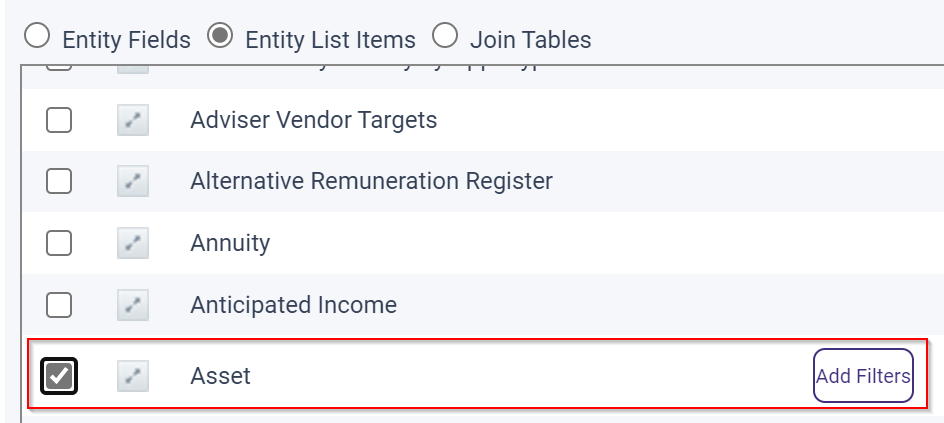 Entity Fields Entity List Items Join Tables
Adviser Vendor Targets
Alternative Remuneration Register
Annuity
Anticipated Income
Asset Add Filters